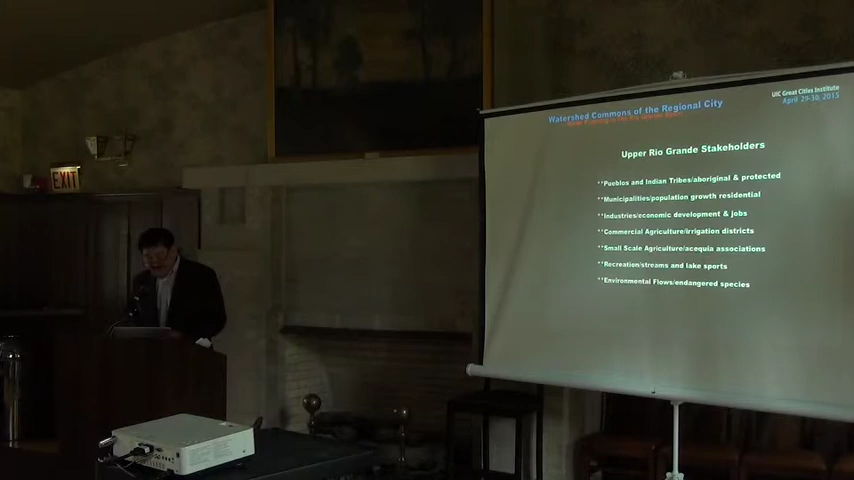 EXIT
Watershed Commons of the Regional City
UIC Great Cities Institute
April 29-30, 2015
Upper Rio Grande Stakeholders
**Pueblos and Indian Tribes/aboriginal & protected
**Municipalities/population growth residential
**Industries/economic development & jobs
**Commercial Agriculture/irrigation districts
**Small Scale Agriculture/acequia associations
**Recreation/streams and lake sports
**Environmental Flows/endangered species